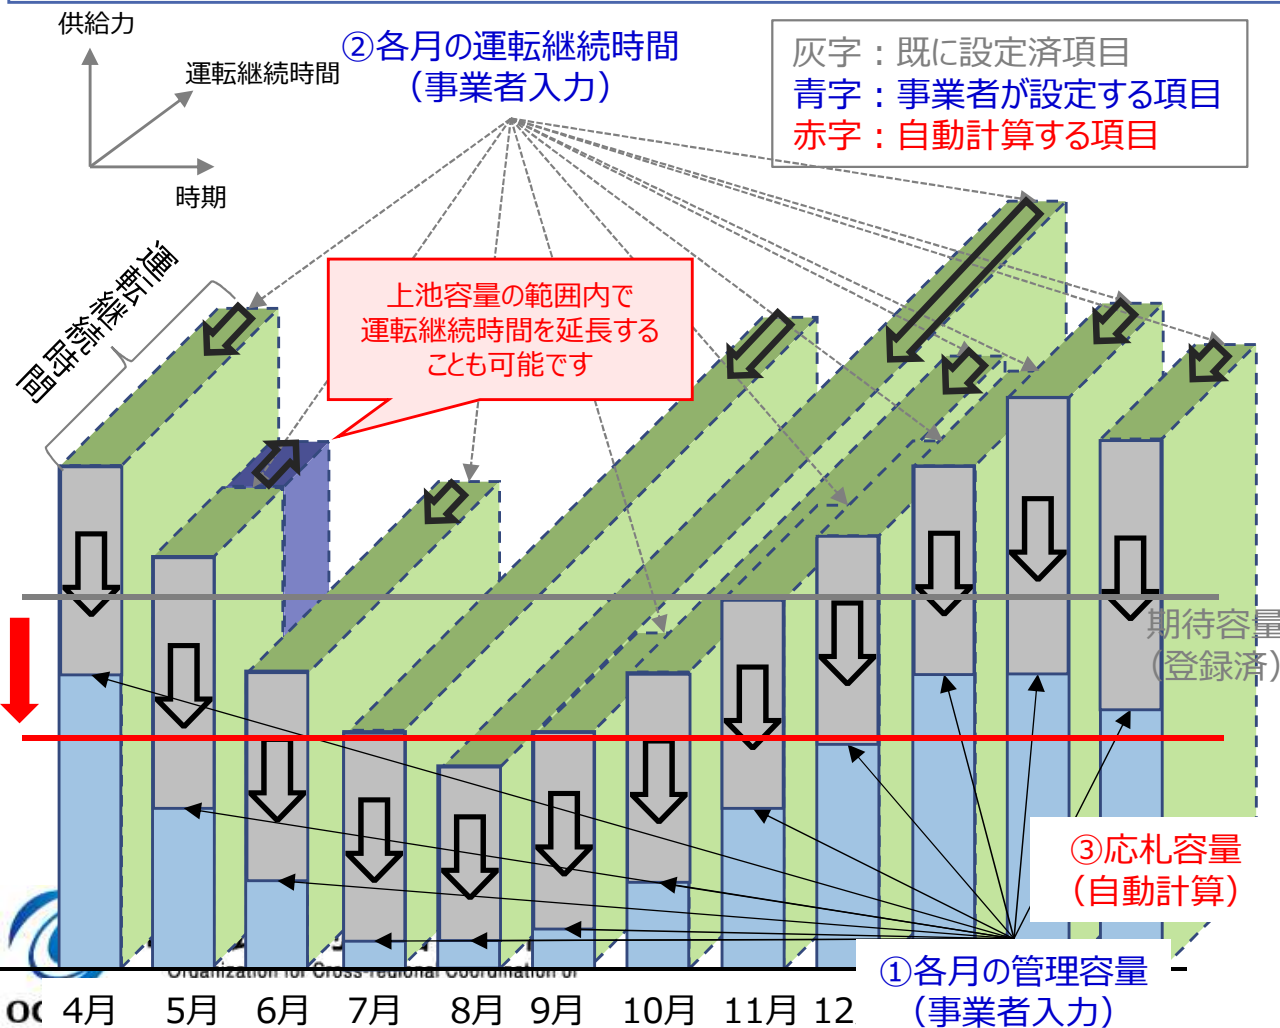 供給力
運転継続時間
時期
②各月の運転継続時間
（事業者入力）
灰字：既に設定済項目
青字：事業者が設定する項目
赤字：自動計算する項目
運転継続時間
上池容量の範囲内で
運転継続時間を延長する
ことも可能です
期待容量
（登録済）
③応札容量
（自動計算）
①各月の管理容量
（事業者入力）
Organization for Cross-regional Coordination of
4月 5月 6月 7月 8月 9月 10月 11月 12